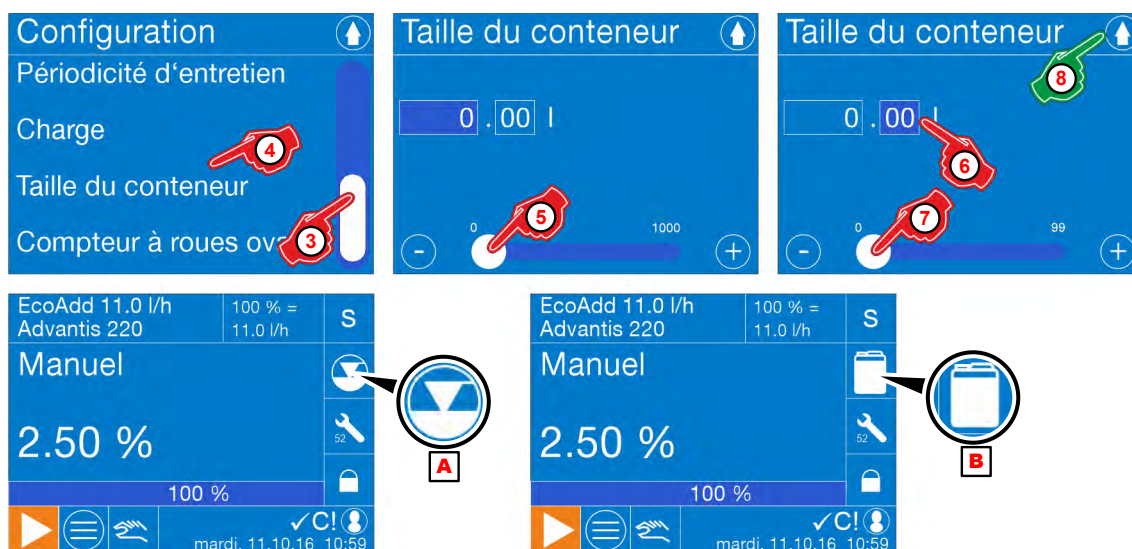 Configuration
Périodicité d‘entretien
Charge
4
Taille du conteneur
3
Compteur à roues ova
Taille du conteneur
0 . 00 l
5
0 1000
- +
Taille du conteneur
8
0 . 00 l
6
7
0 99
- +
EcoAdd 11.0 l/h
Advantis 220
100 % =
11.0 l/h
S
Manuel
2.50 %
52
A
100 %
✓C!
mardi, 11.10.16 10:59
EcoAdd 11.0 l/h
Advantis 220
100 % =
11.0 l/h
S
Manuel
2.50 %
52
B
100 %
✓C!
mardi, 11.10.16 10:59